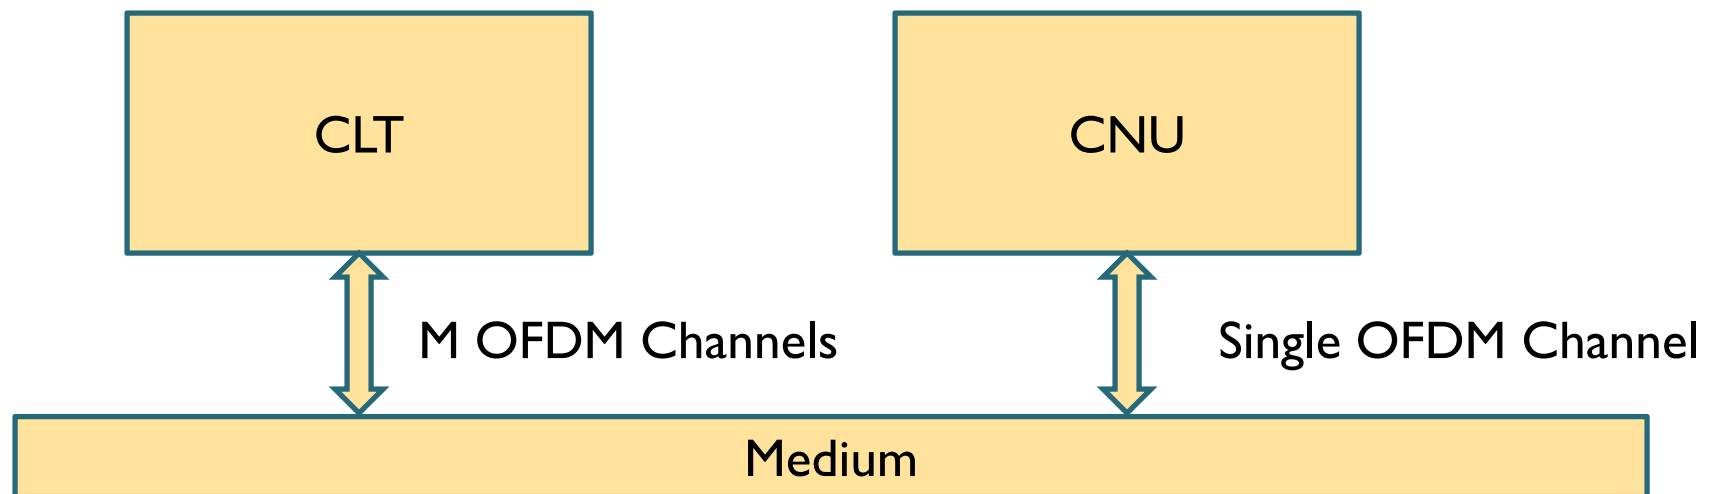 CLT
CNU
M OFDM Channels
Single OFDM Channel
Medium